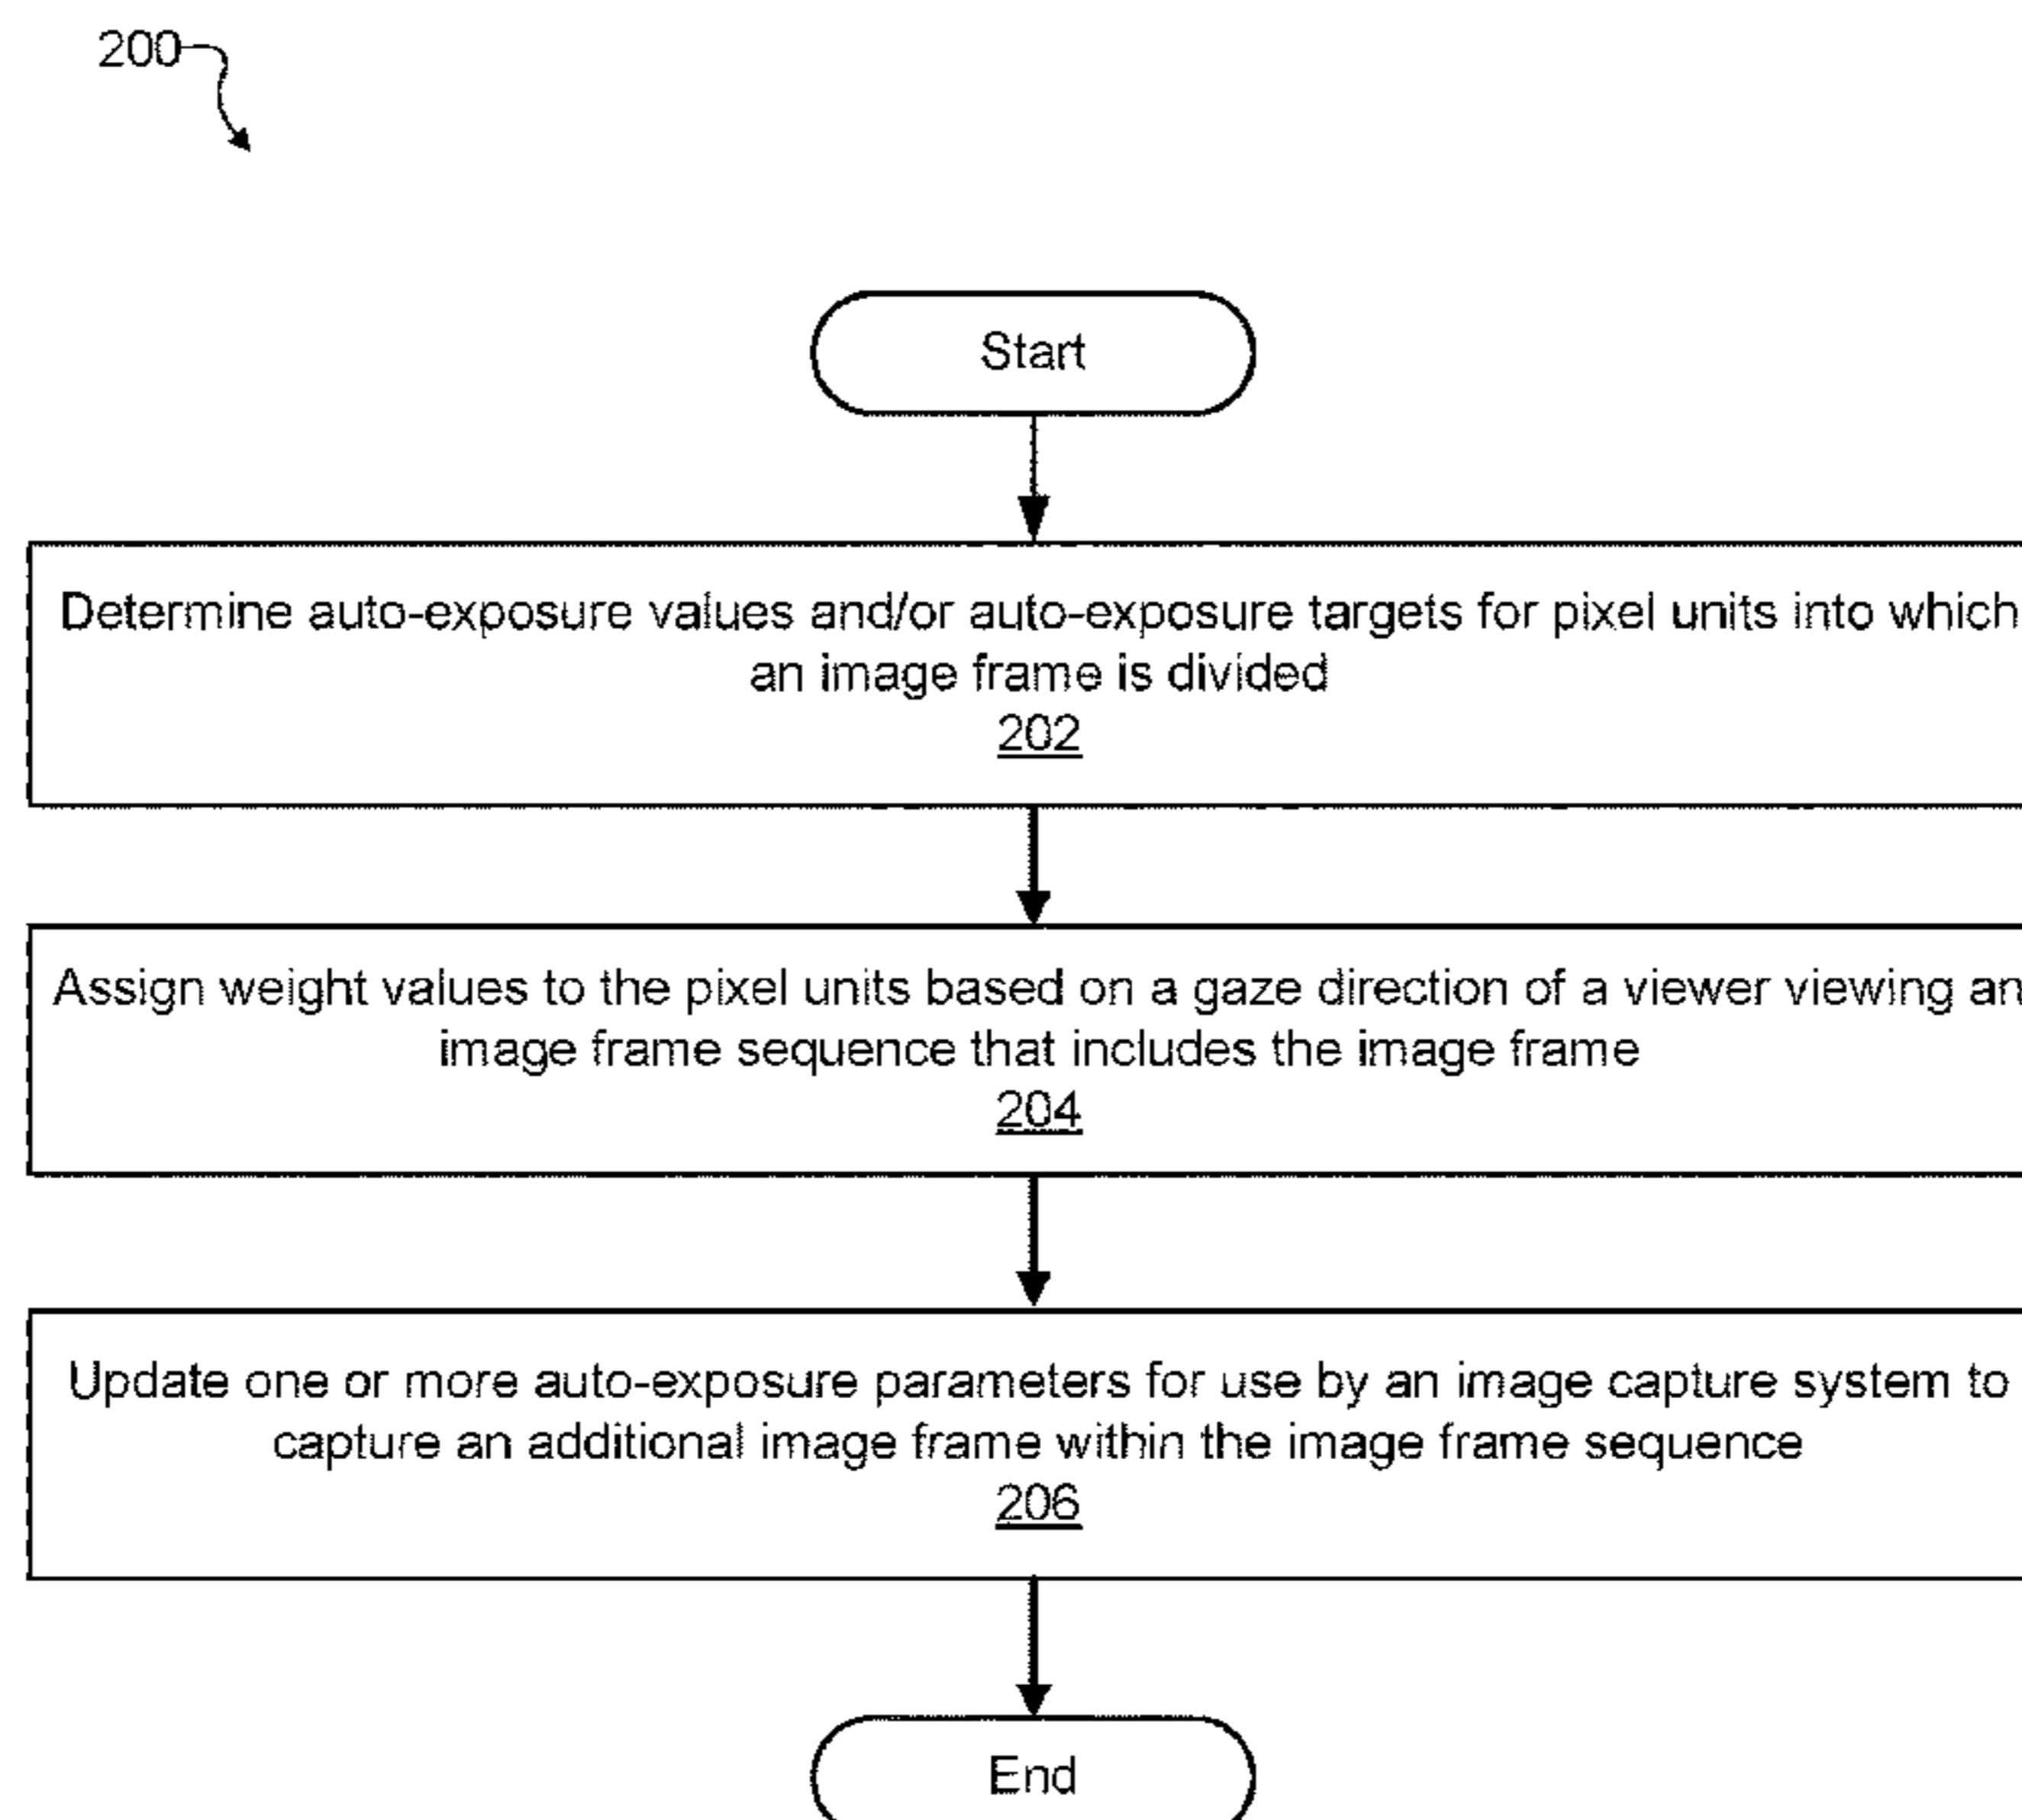 200
Start
Determine auto-exposure values and/or auto-exposure targets for pixel units into which
an image frame is divided
202
Assign weight values to the pixel units based on a gaze direction of a viewer viewing an
image frame sequence that includes the image frame
204
Update one or more auto-exposure parameters for use by an image capture system to
capture an additional image frame within the image frame sequence
206
End